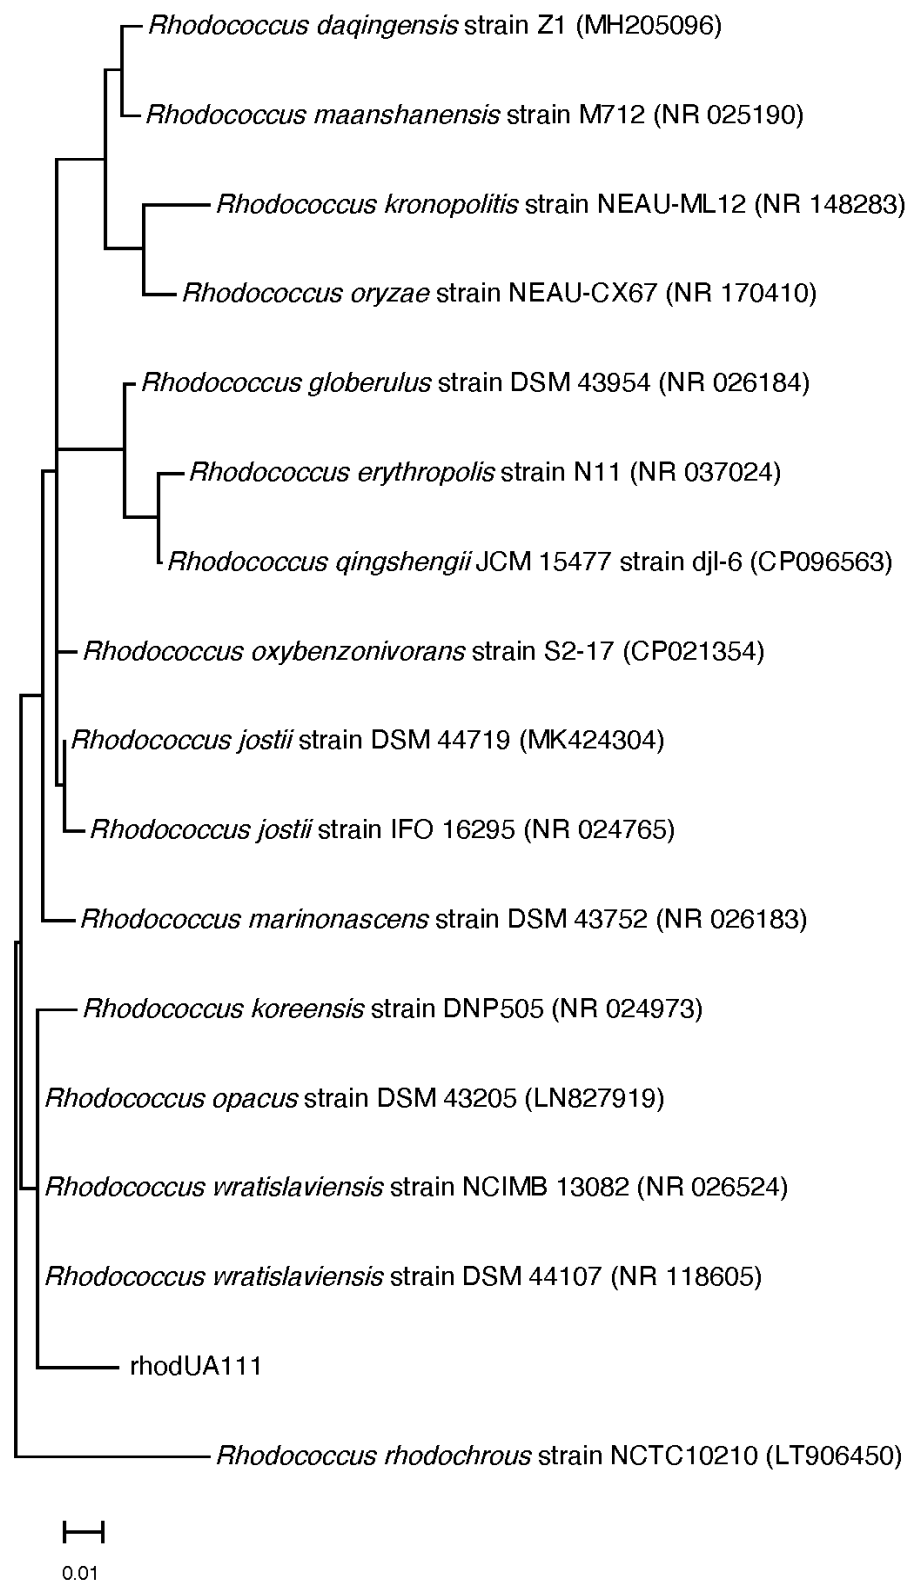 Rhodococcus daqingensis strain Z1 (MH205096)
Rhodococcus maanshanensis strain M712 (NR 025190)
Rhodococcus kronopolitis strain NEAU-ML12 (NR 148283)
Rhodococcus oryzae strain NEAU-CX67 (NR 170410)
Rhodococcus globerulus strain DSM 43954 (NR 026184)
Rhodococcus erythropolis strain N11 (NR 037024)
Rhodococcus qingshengii JCM 15477 strain djl-6 (CP096563)
Rhodococcus oxybenzonivorans strain S2-17 (CP021354)
Rhodococcus jostii strain DSM 44719 (MK424304)
Rhodococcus jostii strain IFO 16295 (NR 024765)
Rhodococcus marinonascens strain DSM 43752 (NR 026183)
Rhodococcus koreensis strain DNP505 (NR 024973)
Rhodococcus opacus strain DSM 43205 (LN827919)
Rhodococcus wratislaviensis strain NCIMB 13082 (NR 026524)
Rhodococcus wratislaviensis strain DSM 44107 (NR 118605)
rhodUA111
Rhodococcus rhodochrous strain NCTC10210 (LT906450)
0.01